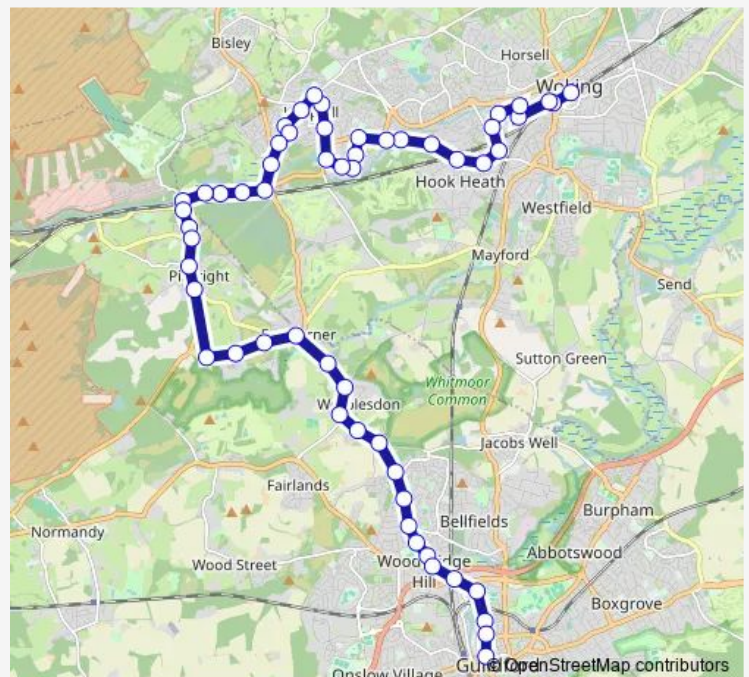 Bisley
Horsell
Woking
Hook Heath
Westfield
Mayford
Send
Sutton Green
Whitmoor
Common
Jacobs Well
Fairlands
Burpham
Bellfields
Normandy
Abbotswood
Wood Street
Hill
Boxgrove
Onslow Village
© OpenStreetMap contributors